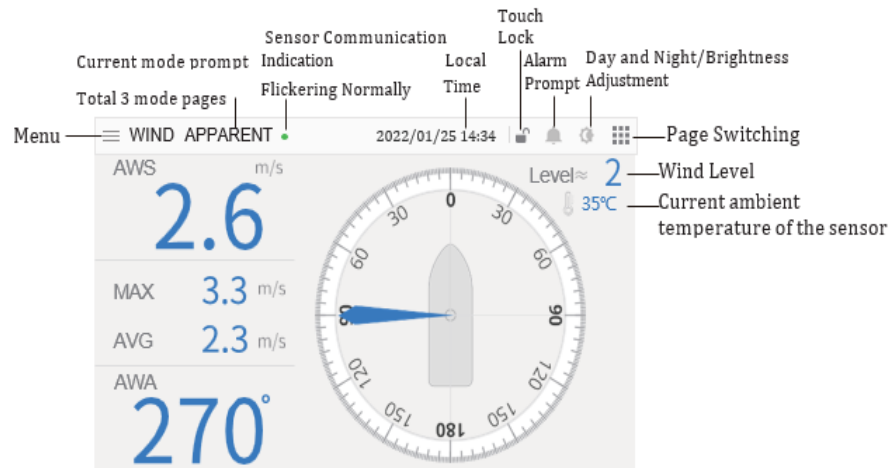 Touch
Lock
Sensor Communication
Indication
Flickering Normally
Current mode prompt
Total 3 mode pages
Local
Time
Alarm
Prompt
Day and Night/Brightness
Adjustment
Menu
WIND APPARENT
2022/01/25 14:34
Page Switching
AWS m/s
2.6
Level≈ 2
Wind Level
35℃
Current ambient
temperature of the sensor
MAX 3.3 m/s
AVG 2.3 m/s
AWA
270°
0
30
30
60
60
90
90
120
120
150
150
180